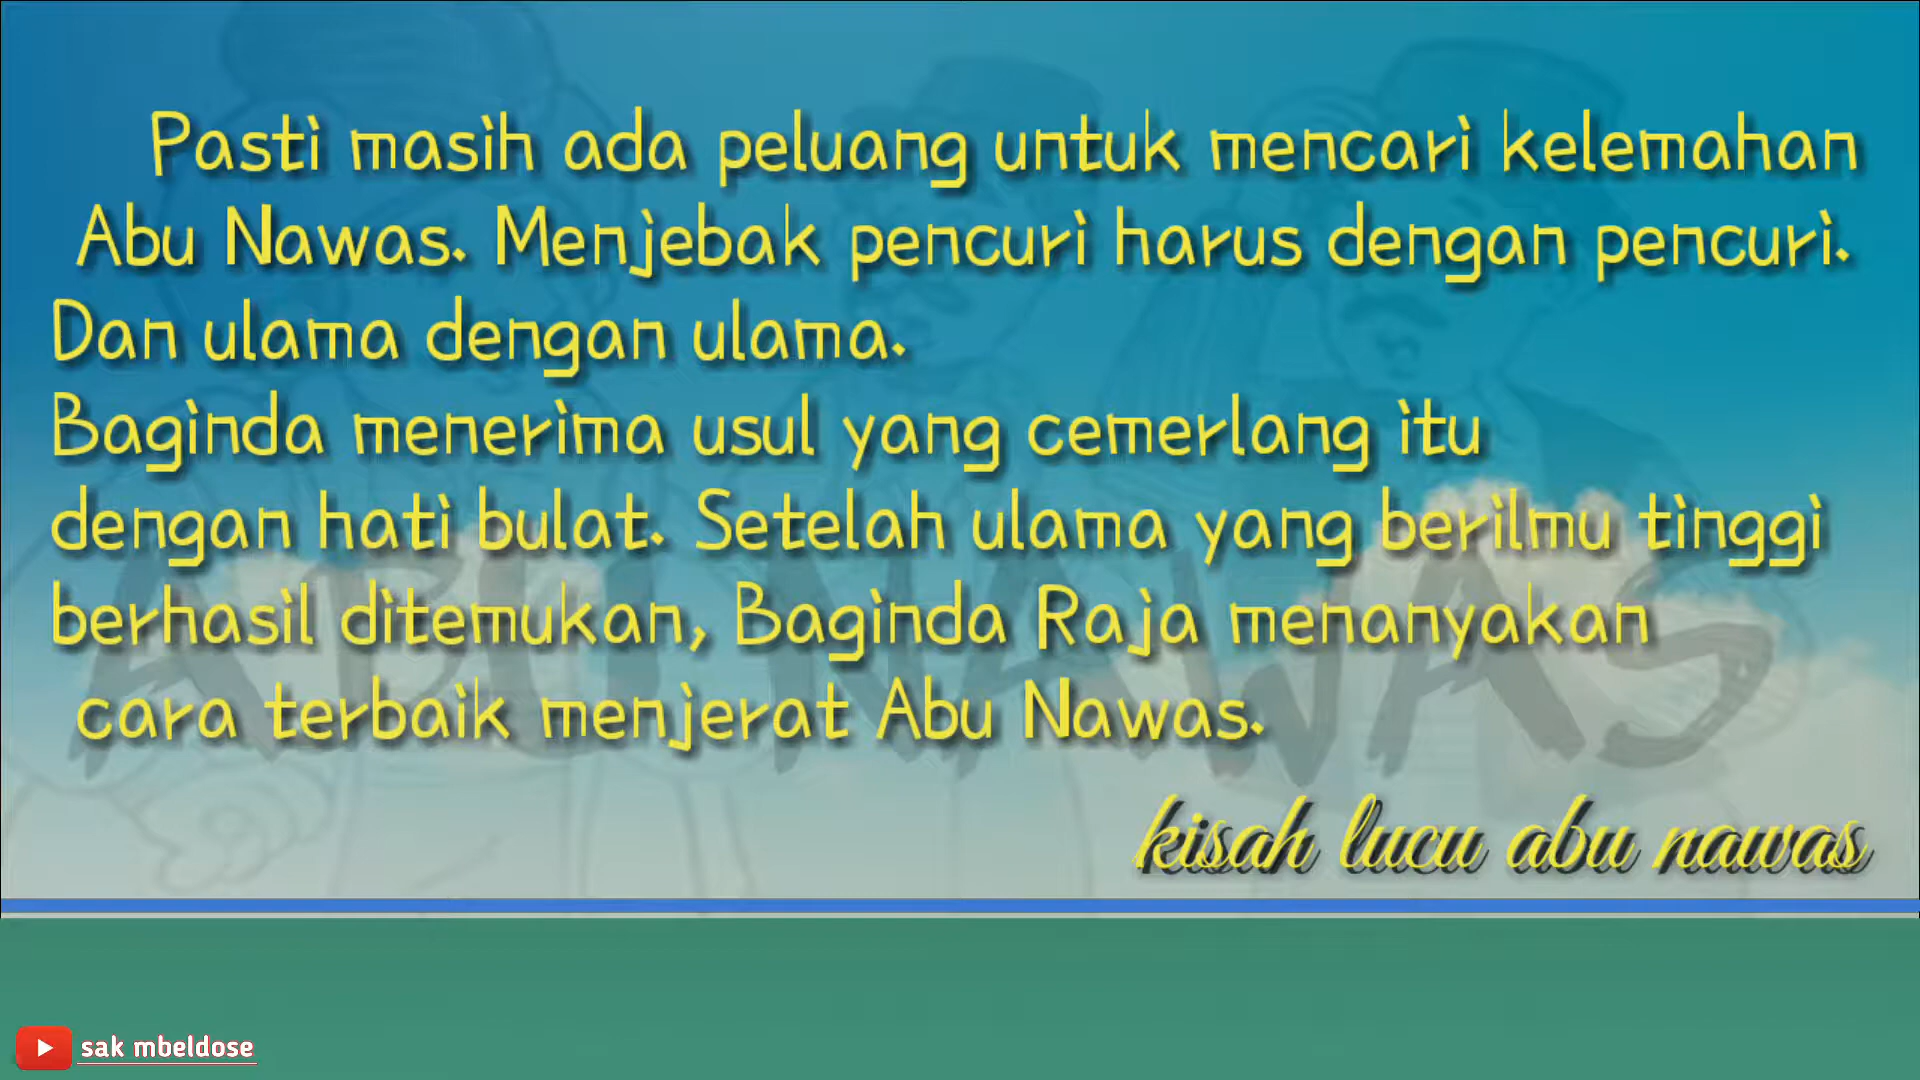 Pasti masih ada peluang untuk mencari kelemahan
Abu Nawas. Menjebak pencuri harus dengan pencuri.
Dan ulama dengan ulama.
Baginda menerima usul yang cemerlang itu
dengan hati bulat. Setelah ulama yang berilmu tinggi
berhasil ditemukan, Baginda Raja menanyakan
cara terbaik menjerat Abu Nawas.
ABU NAWAS
kisah lucu abu nawas
sak mbeldose